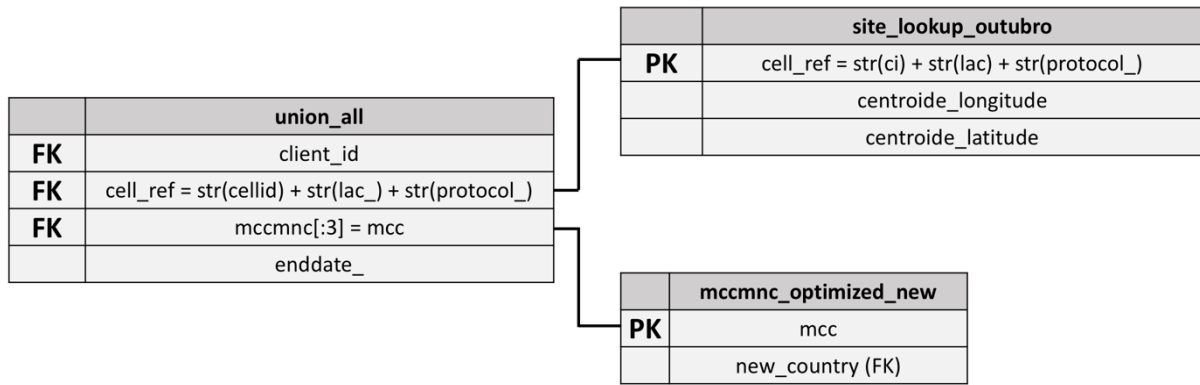 union_all
FK client_id
FK cell_ref = str(cellid) + str(lac_) + str(protocol_)
FK mccmnc[:3] = mcc
enddate_
site_lookup_outubro
PK cell_ref = str(ci) + str(lac) + str(protocol_)
centroide_longitude
centroide_latitude
mccmnc_optimized_new
PK mcc
new_country (FK)